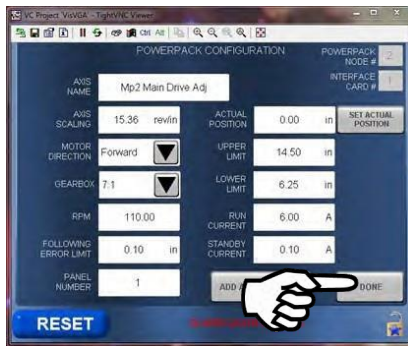 VC Project 'VisVGA' - TightVNC Viewer
Ctrl Alt
POWERPACK CONFIGURATION
POWERPACK NODE # 2
INTERFACE CARD # 1
AXIS NAME Mp2 Main Drive Adj
AXIS SCALING 15.36 rev/in
ACTUAL POSITION 0.00 in
SET ACTUAL POSITION
MOTOR DIRECTION Forward
UPPER LIMIT 14.50 in
GEARBOX 7:1
LOWER LIMIT 6.25 in
RPM 110.00
RUN CURRENT 6.00 A
FOLLOWING ERROR LIMIT 0.10 in
STANDBY CURRENT 0.10 A
PANEL NUMBER 1
ADD
DONE
RESET